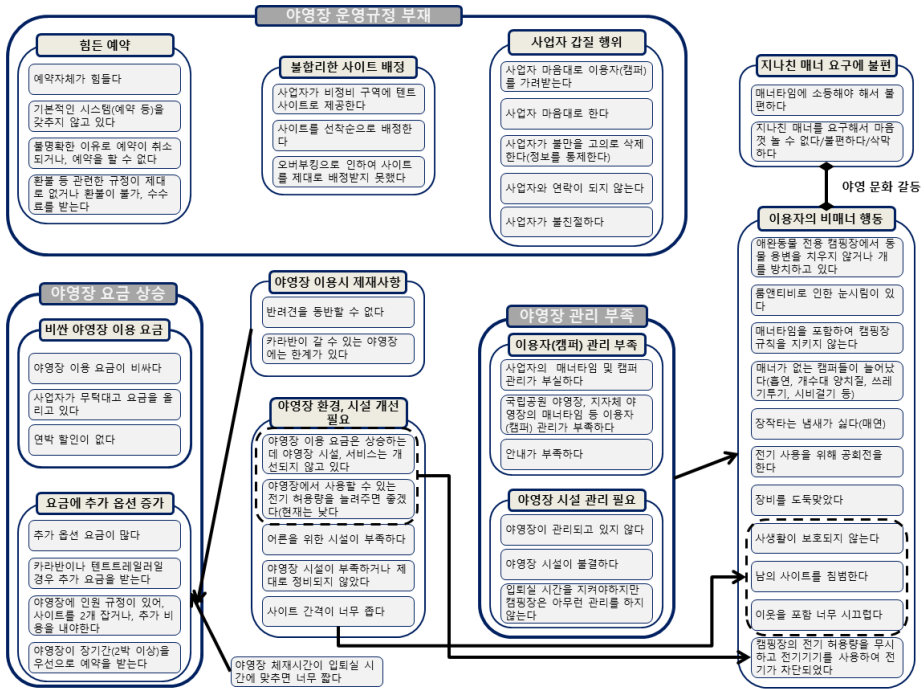 야영장 운영규정 부재
힘든 예약
예약자체가 힘들다
기본적인 시스템(예약 등)을
갖추지 않고 있다
불명확한 이유로 예약이 취소
되거나, 예약을 할 수 없다
환불 등 관련한 규정이 제대
로 없거나 환불이 불가, 수수
료를 받는다
불합리한 사이트 배정
사업자가 비정비 구역에 텐트
사이트로 제공한다
사이트를 선착순으로 배정한
다
오버부킹으로 인하여 사이트
를 제대로 배정받지 못했다
사업자 갑질 행위
사업자 마음대로 이용자(캠퍼)
를 가려받는다
사업자 마음대로 한다
사업자가 불만을 고의로 삭제
한다(정보를 통제한다)
사업자와 연락이 되지 않는다
사업자가 불친절하다
지나친 매너 요구에 불편
매너타임에 소등해야 해서 불
편하다
지나친 매너를 요구해서 마음
껏 놀 수 없다/불편하다/삭막
하다
야영 문화 갈등
이용자의 비매너 행동
애완동물 전용 캠핑장에서 동
물 용변을 치우지 않거나 개
를 방치하고 있다
룸앤티비로 인한 눈시림이 있
다
매너타임을 포함하여 캠핑장
규칙을 지키지 않는다
매너가 없는 캠퍼들이 늘어났
다(흡연, 개수대 양치질, 쓰레
기투기, 시비걸기 등)
장작타는 냄새가 싫다(매연)
전기 사용을 위해 공회전을
한다
장비를 도둑맞았다
사생활이 보호되지 않는다
남의 사이트를 침범한다
이웃을 포함 너무 시끄럽다
캠핑장의 전기 허용량을 무시
하고 전기기기를 사용하여 전
기가 차단되었다
야영장 요금 상승
비싼 야영장 이용 요금
야영장 이용 요금이 비싸다
사업자가 무턱대고 요금을 올
리고 있다
연박 할인이 없다
요금에 추가 옵션 증가
추가 옵션 요금이 많다
카라반이나 텐트트레일러일
경우 추가 요금을 받는다
야영장에 인원 규정이 있어,
사이트를 2개 잡거나, 추가 비
용을 내야한다
야영장이 장기간(2박 이상)을
우선으로 예약을 받는다
야영장 이용시 제재사항
반려견을 동반할 수 없다
카라반이 갈 수 있는 야영장
에는 한계가 있다
야영장 환경, 시설 개선
필요
야영장 이용 요금은 상승하는
데 야영장 시설, 서비스는 개
선되지 않고 있다
야영장에서 사용할 수 있는
전기 허용량을 늘려주면 좋겠
다(현재는 낮다
어른을 위한 시설이 부족하다
야영장 시설이 부족하거나 제
대로 정비되지 않았다
사이트 간격이 너무 좁다
야영장 체재시간이 입퇴실 시
간에 맞추면 너무 짧다
야영장 관리 부족
이용자(캠퍼) 관리 부족
사업자의 매너타임 및 캠퍼
관리가 부실하다
국립공원 야영장, 지자체 야
영장의 매너타임 등 이용자
(캠퍼) 관리가 부족하다
안내가 부족하다
야영장 시설 관리 필요
야영장이 관리되고 있지 않다
야영장 시설이 불결하다
입퇴실 시간을 지켜야하지만
캠핑장은 아무런 관리를 하지
않는다